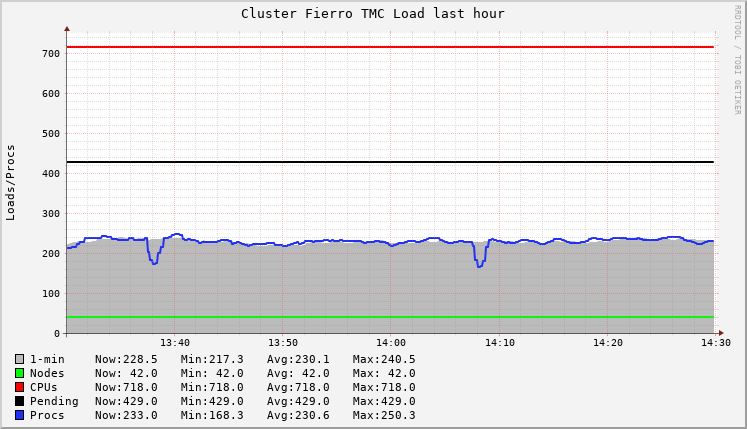 Cluster Fierro TMC Load last hour
RRDTOOL / TOBI OETIKER
Loads/Procs
700
600
500
400
300
200
100
0
13:40 13:50 14:00 14:10 14:20 14:30
1-min Now:228.5 Min:217.3 Avg:230.1 Max:240.5
Nodes Now: 42.0 Min: 42.0 Avg: 42.0 Max: 42.0
CPUs Now:718.0 Min:718.0 Avg:718.0 Max:718.0
Pending Now:429.0 Min:429.0 Avg:429.0 Max:429.0
Procs Now:233.0 Min:168.3 Avg:230.6 Max:250.3